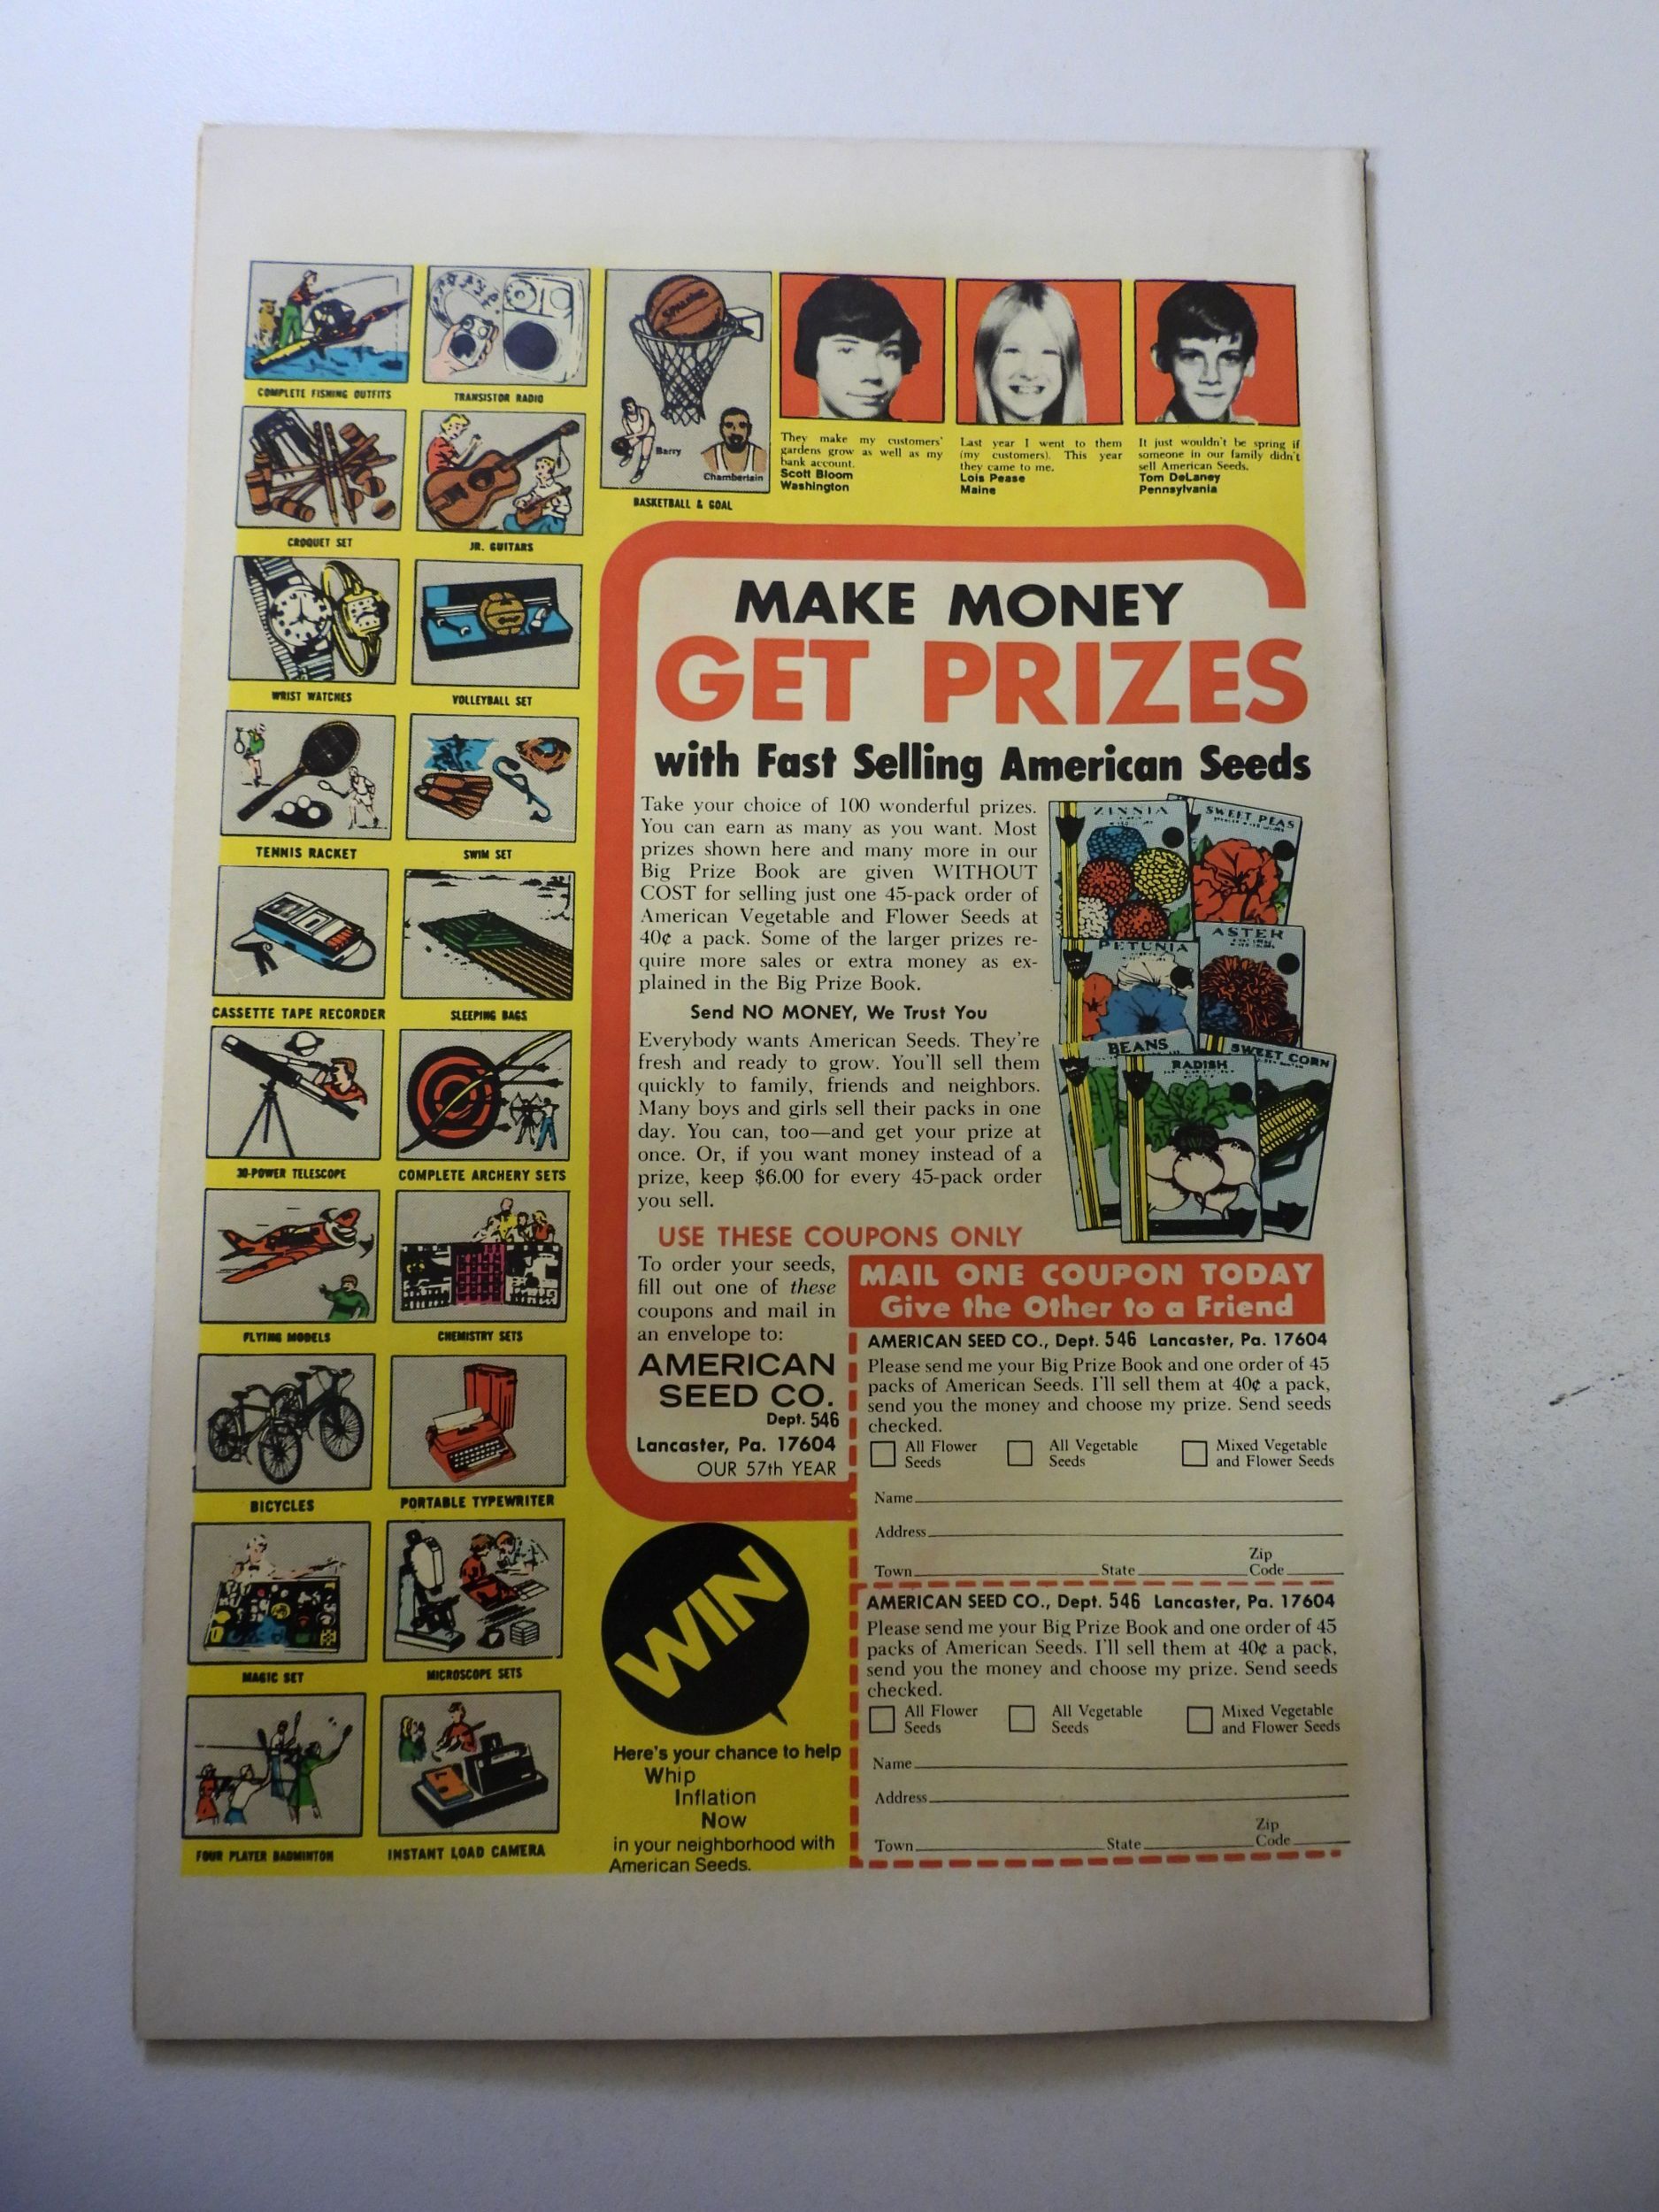 COMPLETE FISHING OUTFITS
TRANSISTOR RADIO
CROQUET SET
JR. GUITARS
WRIST WATCHES
VOLLEYBALL SET
TENNIS RACKET
SWIM SET
CASSETTE TAPE RECORDER
SLEEPING BAGS
30-POWER TELESCOPE
COMPLETE ARCHERY SETS
FLYING MODELS
CHEMISTRY SETS
BICYCLES
PORTABLE TYPEWRITER
MAGIC SET
MICROSCOPE SETS
FOUR PLAYER BADMINTON
INSTANT LOAD CAMERA
SPALDING
Barry
Chamberlain
BASKETBALL & GOAL
They make my customers'
gardens grow as well as my
bank account.
Scott Bloom
Washington
Last year I went to them
(my customers). This year
they came to me.
Lois Pease
Maine
It just wouldn't be spring if
someone in our family didn't
sell American Seeds.
Tom DeLaney
Pennsylvania
MAKE MONEY
GET PRIZES
with Fast Selling American Seeds
Take your choice of 100 wonderful prizes.
You can earn as many as you want. Most
prizes shown here and many more in our
Big Prize Book are given WITHOUT
COST for selling just one 45-pack order of
American Vegetable and Flower Seeds at
40¢ a pack. Some of the larger prizes re-
quire more sales or extra money as ex-
plained in the Big Prize Book.
Send NO MONEY, We Trust You
Everybody wants American Seeds. They're
fresh and ready to grow. You'll sell them
quickly to family, friends and neighbors.
Many boys and girls sell their packs in one
day. You can, too—and get your prize at
once. Or, if you want money instead of a
prize, keep $6.00 for every 45-pack order
you sell.
ZINNIA
SWEET PEAS
PETUNIA
ASTER
BEANS
RADISH
SWEET CORN
USE THESE COUPONS ONLY
To order your seeds,
fill out one of these
coupons and mail in
an envelope to:
AMERICAN
SEED CO.
Dept. 546
Lancaster, Pa. 17604
OUR 57th YEAR
MAIL ONE COUPON TODAY
Give the Other to a Friend
AMERICAN SEED CO., Dept. 546 Lancaster, Pa. 17604
Please send me your Big Prize Book and one order of 45
packs of American Seeds. I'll sell them at 40¢ a pack,
send you the money and choose my prize. Send seeds
checked.
All Flower Seeds
All Vegetable Seeds
Mixed Vegetable and Flower Seeds
Name
Address
Town State Zip Code
AMERICAN SEED CO., Dept. 546 Lancaster, Pa. 17604
Please send me your Big Prize Book and one order of 45
packs of American Seeds. I'll sell them at 40¢ a pack,
send you the money and choose my prize. Send seeds
checked.
All Flower Seeds
All Vegetable Seeds
Mixed Vegetable and Flower Seeds
Name
Address
Town State Zip Code
WIN
Here's your chance to help
Whip
Inflation
Now
in your neighborhood with
American Seeds.